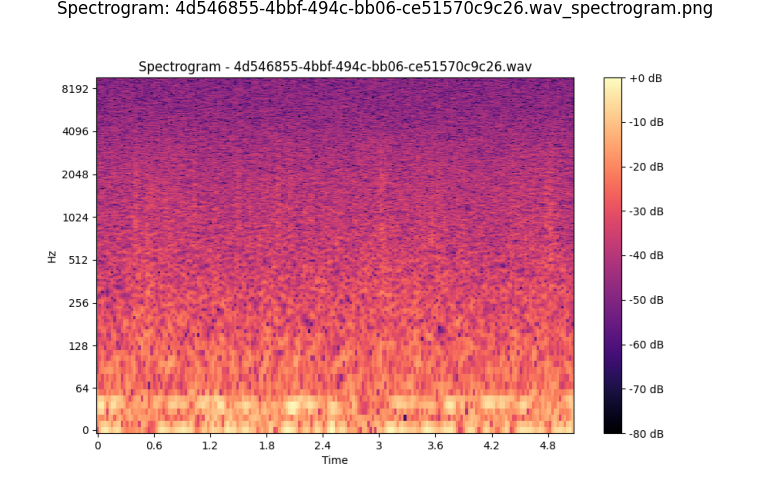 Spectrogram: 4d546855-4bbf-494c-bb06-ce51570c9c26.wav_spectrogram.png
Spectrogram - 4d546855-4bbf-494c-bb06-ce51570c9c26.wav
8192
4096
2048
1024
512
256
128
64
0
Hz
0 0.6 1.2 1.8 2.4 3 3.6 4.2 4.8
Time
+0 dB
-10 dB
-20 dB
-30 dB
-40 dB
-50 dB
-60 dB
-70 dB
-80 dB